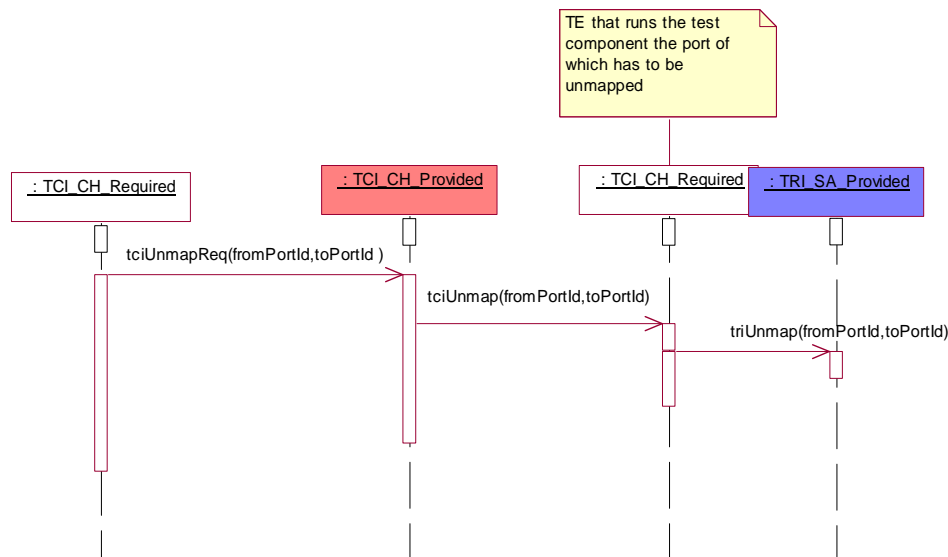 TE that runs the test
component the port of
which has to be
unmapped
: TCI_CH_Required
: TCI_CH_Provided
: TCI_CH_Required
: TRI_SA_Provided
tciUnmapReq(fromPortId,toPortId )
tciUnmap(fromPortId,toPortId)
triUnmap(fromPortId,toPortId)